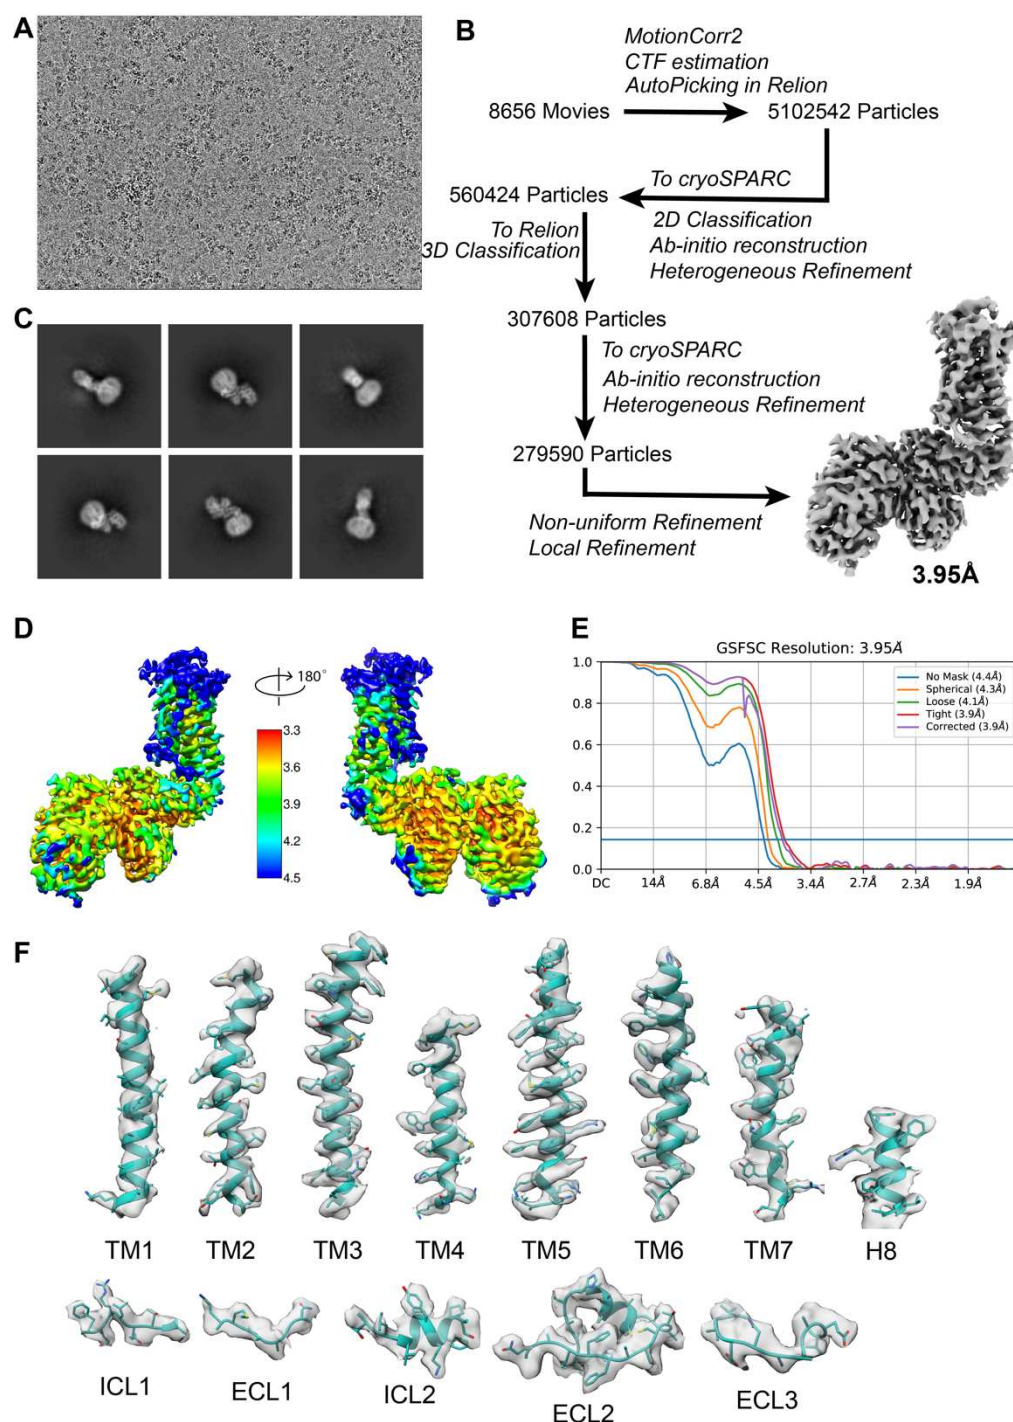 A
B
MotionCorr2
CTF estimation
AutoPicking in Relion
8656 Movies
5102542 Particles
To cryoSPARC
560424 Particles
2D Classification
Ab-initio reconstruction
Heterogeneous Refinement
To Relion
3D Classification
307608 Particles
To cryoSPARC
Ab-initio reconstruction
Heterogeneous Refinement
279590 Particles
Non-uniform Refinement
Local Refinement
3.95Å
C
D
180°
3.3
3.6
3.9
4.2
4.5
E
GSFSC Resolution: 3.95Å
1.0
0.8
0.6
0.4
0.2
0.0
No Mask (4.4Å)
Spherical (4.3Å)
Loose (4.1Å)
Tight (3.9Å)
Corrected (3.9Å)
DC 14Å 6.8Å 4.5Å 3.4Å 2.7Å 2.3Å 1.9Å
F
TM1 TM2 TM3 TM4 TM5 TM6 TM7 H8
ICL1 ECL1 ICL2 ECL2 ECL3